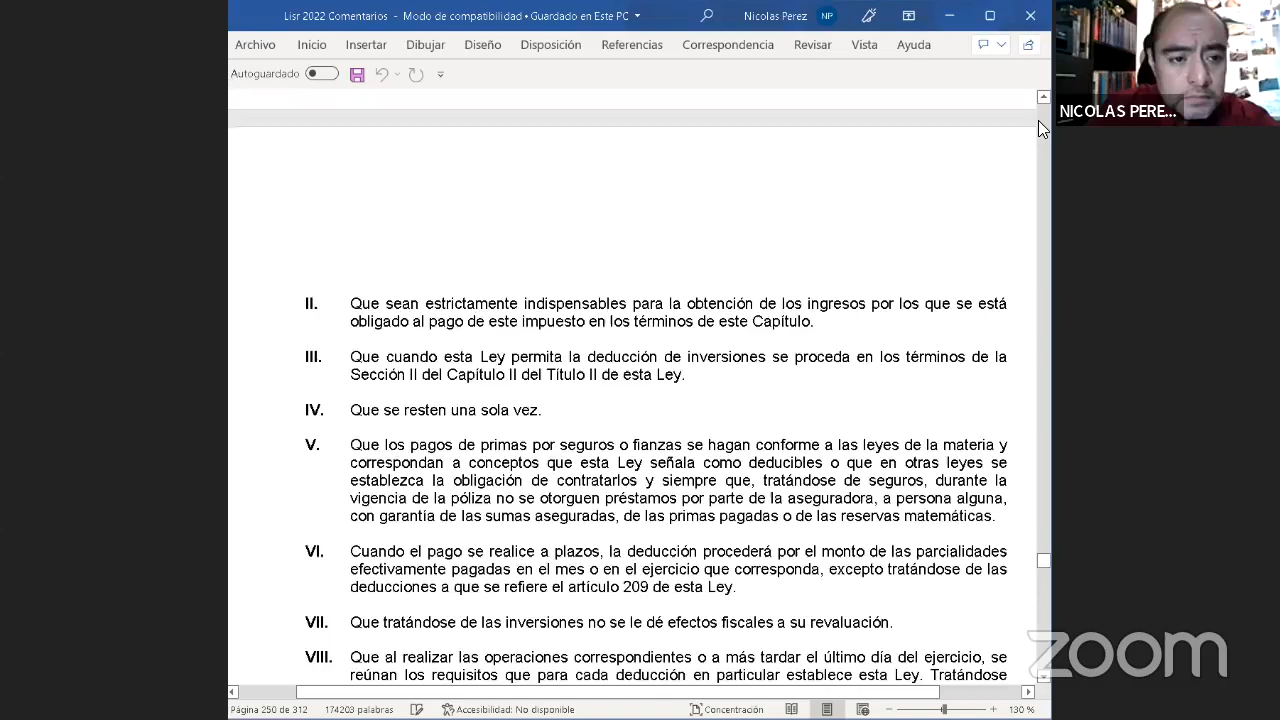 Lisr 2022 Comentarios - Modo de compatibilidad • Guardado en Este PC
Nicolas Perez NP
Archivo Inicio Insertar Dibujar Diseño Disposición Referencias Correspondencia Revisar Vista Ayuda
Autoguardado
NICOLAS PERE...
II. Que sean estrictamente indispensables para la obtención de los ingresos por los que se está
obligado al pago de este impuesto en los términos de este Capítulo.
III. Que cuando esta Ley permita la deducción de inversiones se proceda en los términos de la
Sección II del Capítulo II del Título II de esta Ley.
IV. Que se resten una sola vez.
V. Que los pagos de primas por seguros o fianzas se hagan conforme a las leyes de la materia y
correspondan a conceptos que esta Ley señala como deducibles o que en otras leyes se
establezca la obligación de contratarlos y siempre que, tratándose de seguros, durante la
vigencia de la póliza no se otorguen préstamos por parte de la aseguradora, a persona alguna,
con garantía de las sumas aseguradas, de las primas pagadas o de las reservas matemáticas.
VI. Cuando el pago se realice a plazos, la deducción procederá por el monto de las parcialidades
efectivamente pagadas en el mes o en el ejercicio que corresponda, excepto tratándose de las
deducciones a que se refiere el artículo 209 de esta Ley.
VII. Que tratándose de las inversiones no se le dé efectos fiscales a su revaluación.
VIII. Que al realizar las operaciones correspondientes o a más tardar el último día del ejercicio, se
reúnan los requisitos que para cada deducción en particular establece esta Ley. Tratándose
zoom
Página 250 de 312 174203 palabras Accesibilidad: No disponible Concentración 130 %